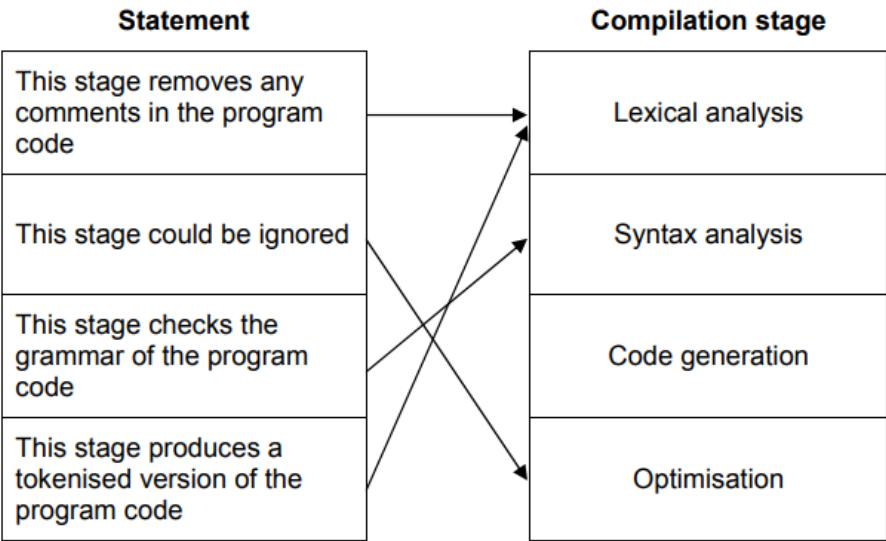 Statement
Compilation stage
This stage removes any
comments in the program
code
Lexical analysis
This stage could be ignored
Syntax analysis
This stage checks the
grammar of the program
code
Code generation
This stage produces a
tokenised version of the
program code
Optimisation